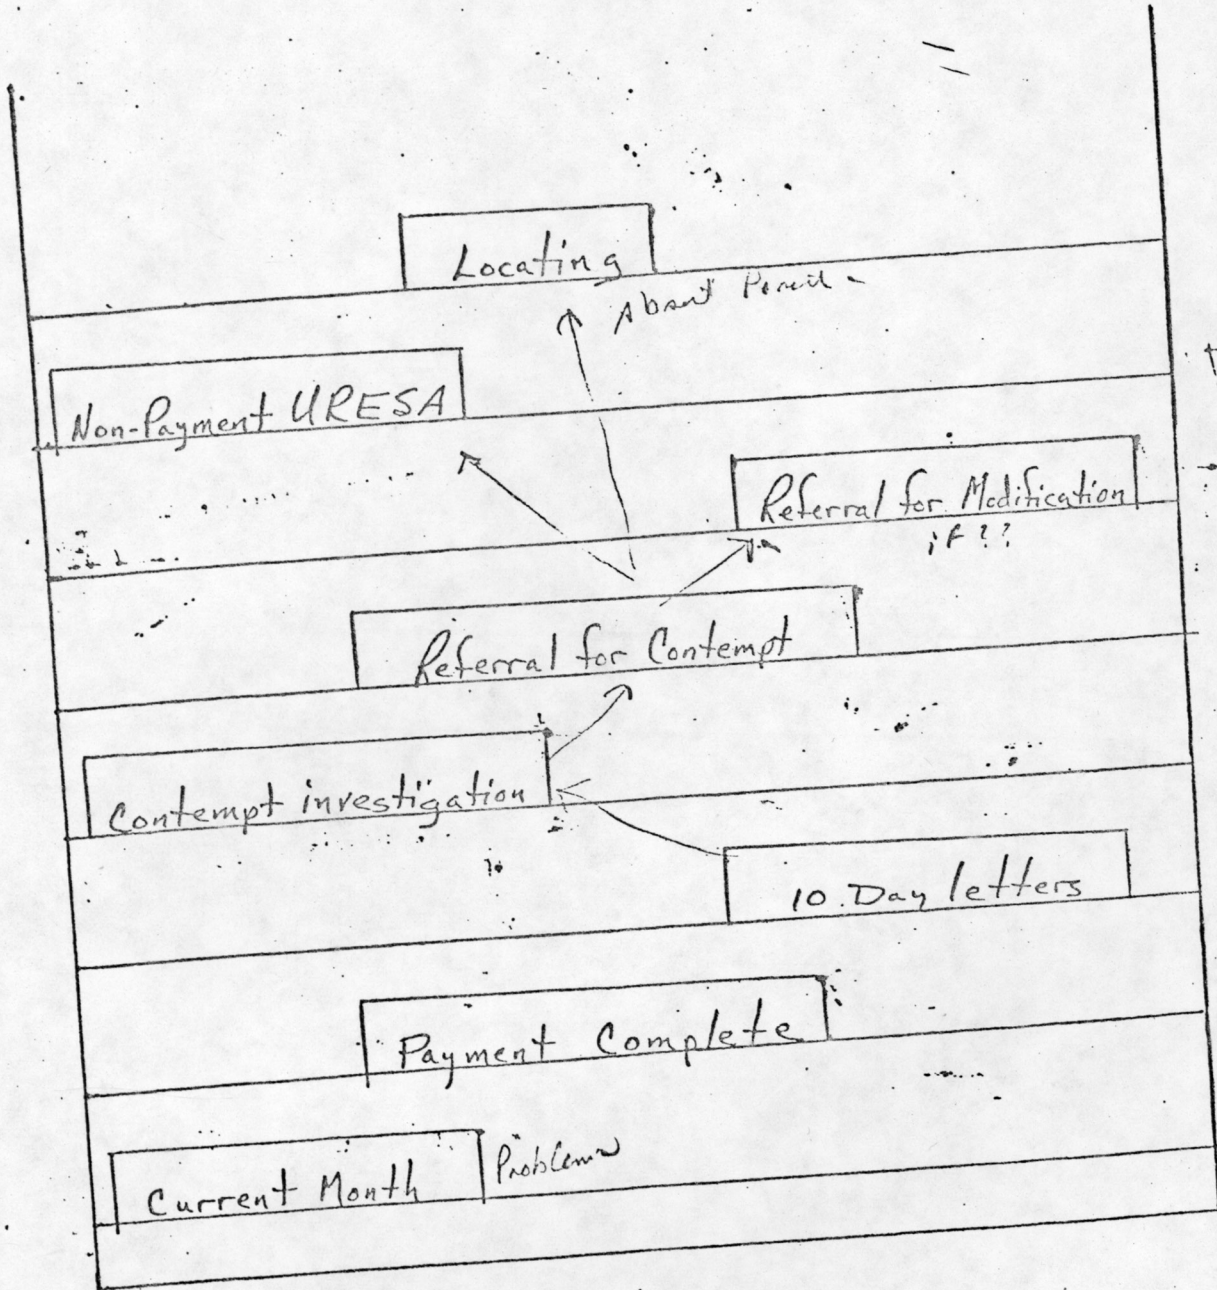 Locating
Absent Parent
Non-Payment URESA
Referral for Modification
if ??
Referral for Contempt
Contempt investigation
10 Day letters
Payment Complete
Current Month
Problems